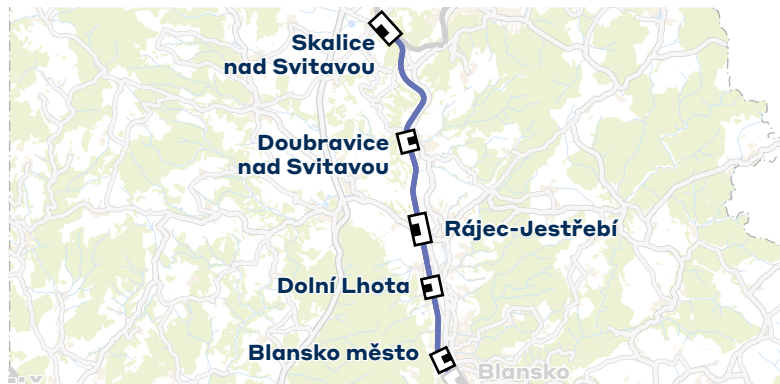 Skalice
nad Svitavou
Doubravice
nad Svitavou
Rájec-Jestřebí
Dolní Lhota
Blansko město
Blansko